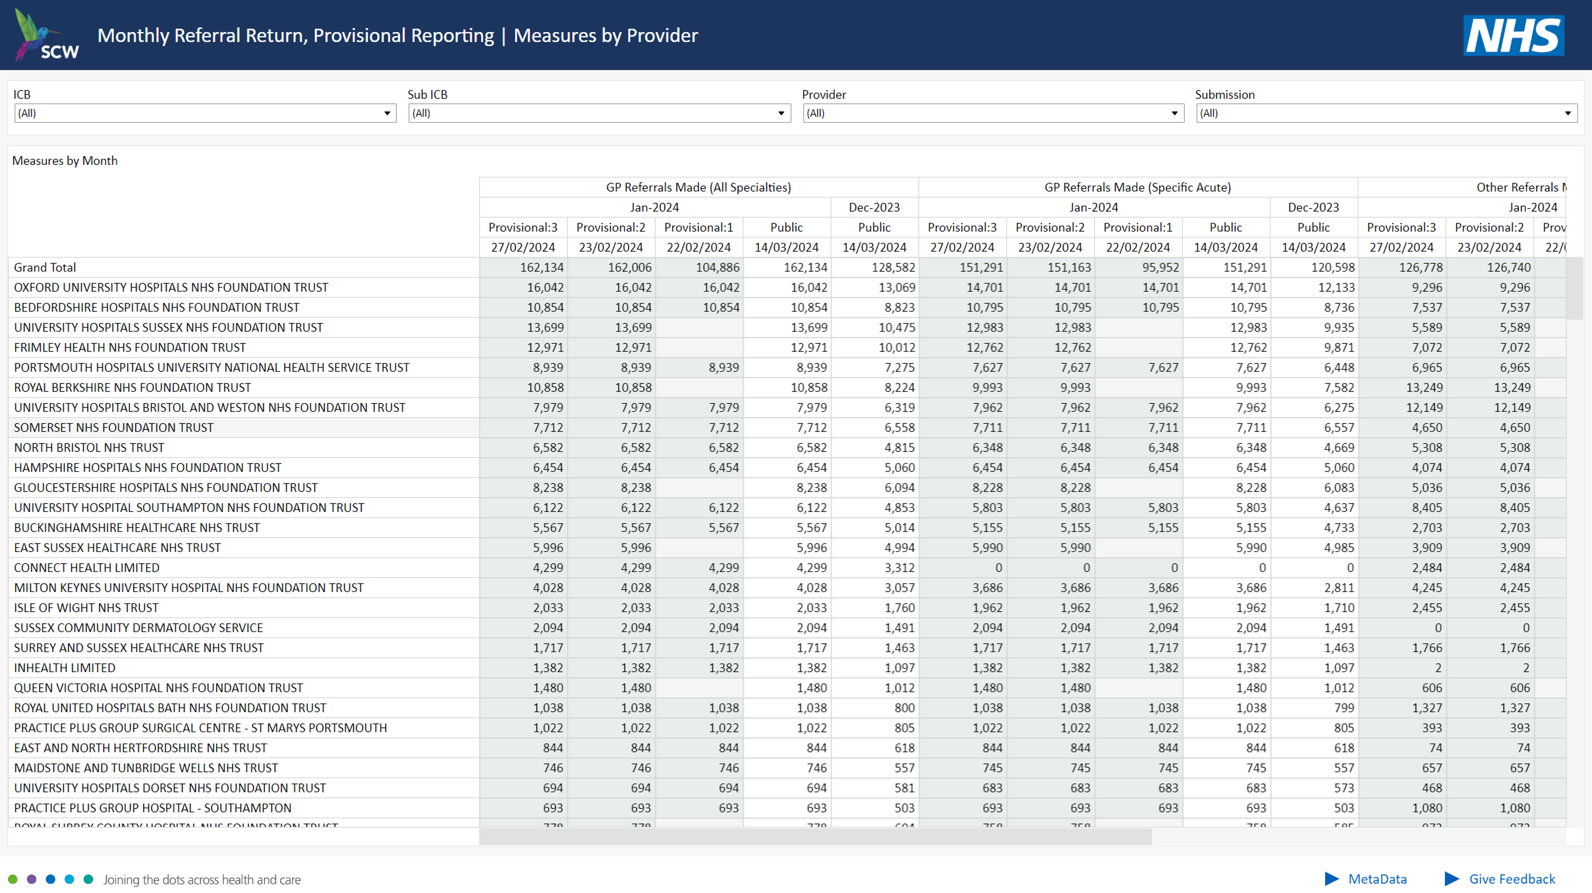 SCW
Monthly Referral Return, Provisional Reporting | Measures by Provider
NHS
ICB Sub ICB Provider Submission
(All) (All) (All) (All)
Measures by Month
GP Referrals Made (All Specialties) GP Referrals Made (Specific Acute) Other Referrals M
Jan-2024 Dec-2023 Jan-2024 Dec-2023 Jan-2024
Provisional:3 Provisional:2 Provisional:1 Public Public Provisional:3 Provisional:2 Provisional:1 Public Public Provisional:3 Provisional:2 Prov
27/02/2024 23/02/2024 22/02/2024 14/03/2024 14/03/2024 27/02/2024 23/02/2024 22/02/2024 14/03/2024 14/03/2024 27/02/2024 23/02/2024 22/0
Grand Total 162,134 162,006 104,886 162,134 128,582 151,291 151,163 95,952 151,291 120,598 126,778 126,740
OXFORD UNIVERSITY HOSPITALS NHS FOUNDATION TRUST 16,042 16,042 16,042 16,042 13,069 14,701 14,701 14,701 14,701 12,133 9,296 9,296
BEDFORDSHIRE HOSPITALS NHS FOUNDATION TRUST 10,854 10,854 10,854 10,854 8,823 10,795 10,795 10,795 10,795 8,736 7,537 7,537
UNIVERSITY HOSPITALS SUSSEX NHS FOUNDATION TRUST 13,699 13,699 13,699 10,475 12,983 12,983 12,983 9,935 5,589 5,589
FRIMLEY HEALTH NHS FOUNDATION TRUST 12,971 12,971 12,971 10,012 12,762 12,762 12,762 9,871 7,072 7,072
PORTSMOUTH HOSPITALS UNIVERSITY NATIONAL HEALTH SERVICE TRUST 8,939 8,939 8,939 8,939 7,275 7,627 7,627 7,627 7,627 6,448 6,965 6,965
ROYAL BERKSHIRE NHS FOUNDATION TRUST 10,858 10,858 10,858 8,224 9,993 9,993 9,993 7,582 13,249 13,249
UNIVERSITY HOSPITALS BRISTOL AND WESTON NHS FOUNDATION TRUST 7,979 7,979 7,979 7,979 6,319 7,962 7,962 7,962 7,962 6,275 12,149 12,149
SOMERSET NHS FOUNDATION TRUST 7,712 7,712 7,712 7,712 6,558 7,711 7,711 7,711 7,711 6,557 4,650 4,650
NORTH BRISTOL NHS TRUST 6,582 6,582 6,582 6,582 4,815 6,348 6,348 6,348 6,348 4,669 5,308 5,308
HAMPSHIRE HOSPITALS NHS FOUNDATION TRUST 6,454 6,454 6,454 6,454 5,060 6,454 6,454 6,454 6,454 5,060 4,074 4,074
GLOUCESTERSHIRE HOSPITALS NHS FOUNDATION TRUST 8,238 8,238 8,238 6,094 8,228 8,228 8,228 6,083 5,036 5,036
UNIVERSITY HOSPITAL SOUTHAMPTON NHS FOUNDATION TRUST 6,122 6,122 6,122 6,122 4,853 5,803 5,803 5,803 5,803 4,637 8,405 8,405
BUCKINGHAMSHIRE HEALTHCARE NHS TRUST 5,567 5,567 5,567 5,567 5,014 5,155 5,155 5,155 5,155 4,733 2,703 2,703
EAST SUSSEX HEALTHCARE NHS TRUST 5,996 5,996 5,996 4,994 5,990 5,990 5,990 4,985 3,909 3,909
CONNECT HEALTH LIMITED 4,299 4,299 4,299 4,299 3,312 0 0 0 0 0 2,484 2,484
MILTON KEYNES UNIVERSITY HOSPITAL NHS FOUNDATION TRUST 4,028 4,028 4,028 4,028 3,057 3,686 3,686 3,686 3,686 2,811 4,245 4,245
ISLE OF WIGHT NHS TRUST 2,033 2,033 2,033 2,033 1,760 1,962 1,962 1,962 1,962 1,710 2,455 2,455
SUSSEX COMMUNITY DERMATOLOGY SERVICE 2,094 2,094 2,094 2,094 1,491 2,094 2,094 2,094 2,094 1,491 0 0
SURREY AND SUSSEX HEALTHCARE NHS TRUST 1,717 1,717 1,717 1,717 1,463 1,717 1,717 1,717 1,717 1,463 1,766 1,766
INHEALTH LIMITED 1,382 1,382 1,382 1,382 1,097 1,382 1,382 1,382 1,382 1,097 2 2
QUEEN VICTORIA HOSPITAL NHS FOUNDATION TRUST 1,480 1,480 1,480 1,012 1,480 1,480 1,480 1,012 606 606
ROYAL UNITED HOSPITALS BATH NHS FOUNDATION TRUST 1,038 1,038 1,038 1,038 800 1,038 1,038 1,038 1,038 799 1,327 1,327
PRACTICE PLUS GROUP SURGICAL CENTRE - ST MARYS PORTSMOUTH 1,022 1,022 1,022 1,022 805 1,022 1,022 1,022 1,022 805 393 393
EAST AND NORTH HERTFORDSHIRE NHS TRUST 844 844 844 844 618 844 844 844 844 618 74 74
MAIDSTONE AND TUNBRIDGE WELLS NHS TRUST 746 746 746 746 557 745 745 745 745 557 657 657
UNIVERSITY HOSPITALS DORSET NHS FOUNDATION TRUST 694 694 694 694 581 683 683 683 683 573 468 468
PRACTICE PLUS GROUP HOSPITAL - SOUTHAMPTON 693 693 693 693 503 693 693 693 693 503 1,080 1,080
ROYAL SURREY COUNTY HOSPITAL NHS FOUNDATION TRUST
Joining the dots across health and care MetaData Give Feedback